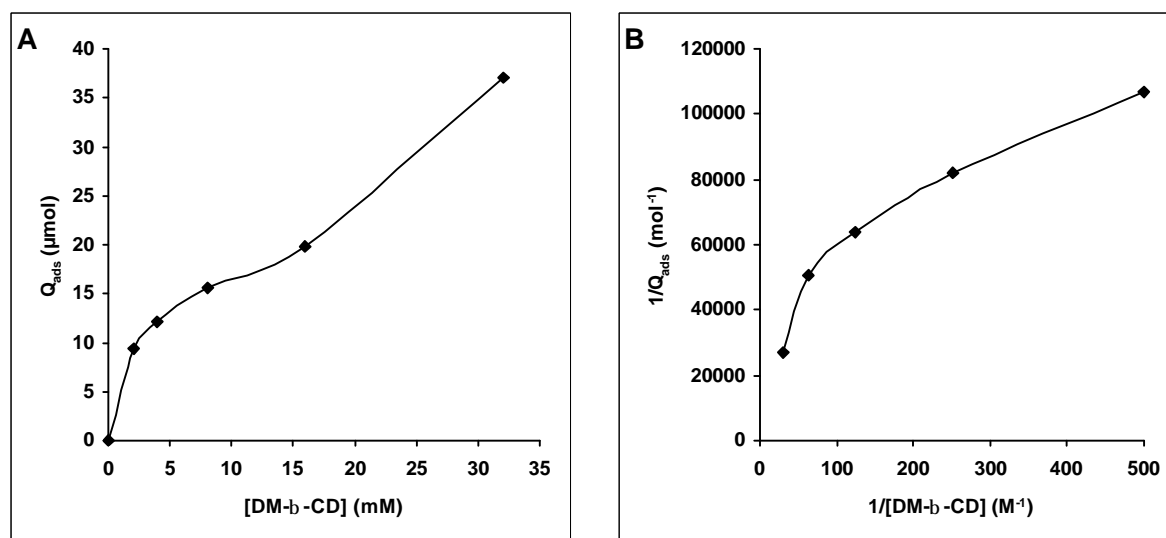 A
40
35
30
25
20
15
10
5
0
0 5 10 15 20 25 30 35
Q_ads (µmol)
[DM-b -CD] (mM)
B
120000
100000
80000
60000
40000
20000
0
0 100 200 300 400 500
1/Q_ads (mol⁻¹)
1/[DM-b -CD] (M⁻¹)